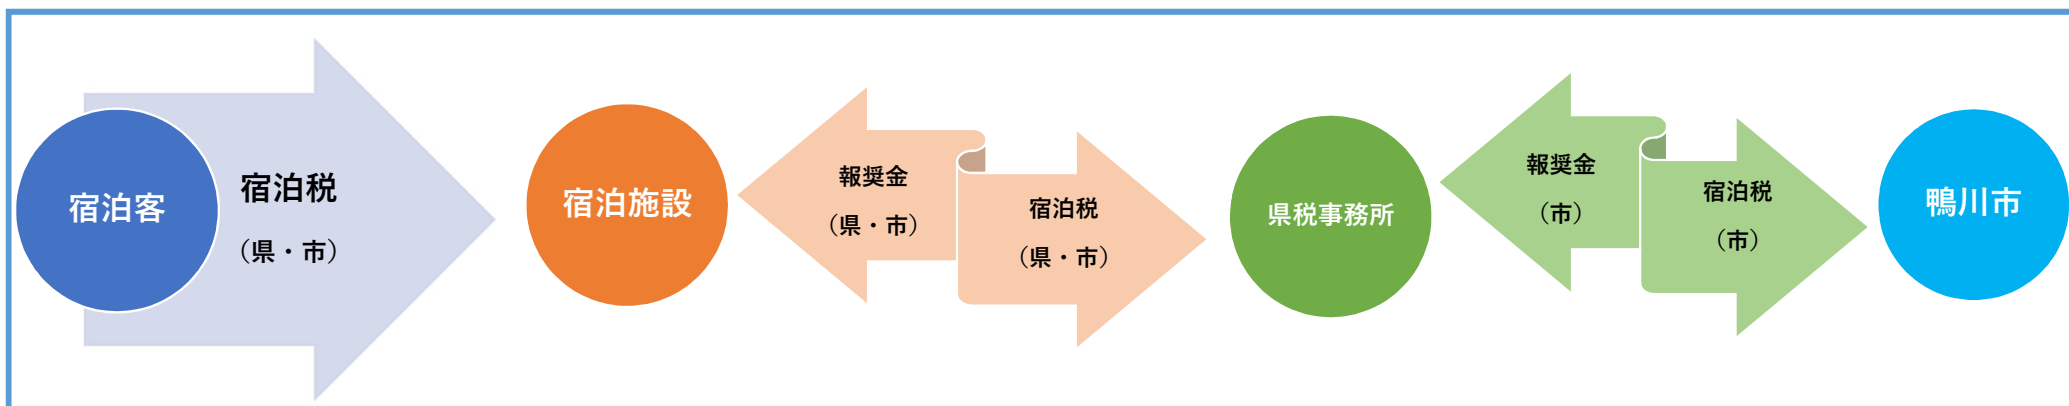 宿泊客
宿泊税
（県・市）
宿泊施設
報奨金
（県・市）
宿泊税
（県・市）
県税事務所
報奨金
（市）
宿泊税
（市）
鴨川市